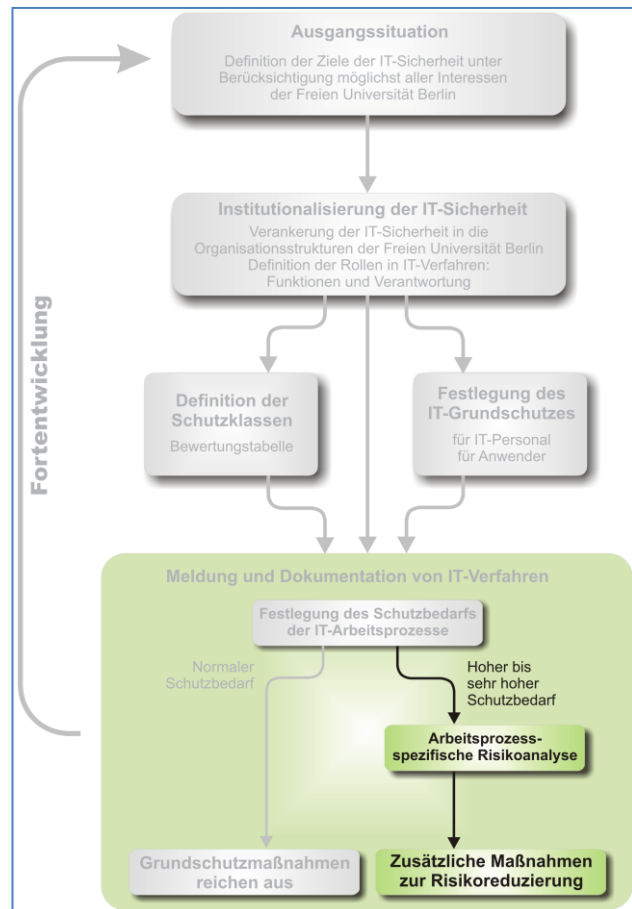 Ausgangssituation
Definition der Ziele der IT-Sicherheit unter
Berücksichtigung möglichst aller Interessen
der Freien Universität Berlin
Institutionalisierung der IT-Sicherheit
Verankerung der IT-Sicherheit in die
Organisationsstrukturen der Freien Universität Berlin
Definition der Rollen in IT-Verfahren:
Funktionen und Verantwortung
Fortentwicklung
Definition der
Schutzklassen
Bewertungstabelle
Festlegung des
IT-Grundschutzes
für IT-Personal
für Anwender
Meldung und Dokumentation von IT-Verfahren
Festlegung des Schutzbedarfs
der IT-Arbeitsprozesse
Normaler
Schutzbedarf
Hoher bis
sehr hoher
Schutzbedarf
Arbeitsprozess-
spezifische Risikoanalyse
Grundschutzmaßnahmen
reichen aus
Zusätzliche Maßnahmen
zur Risikoreduzierung